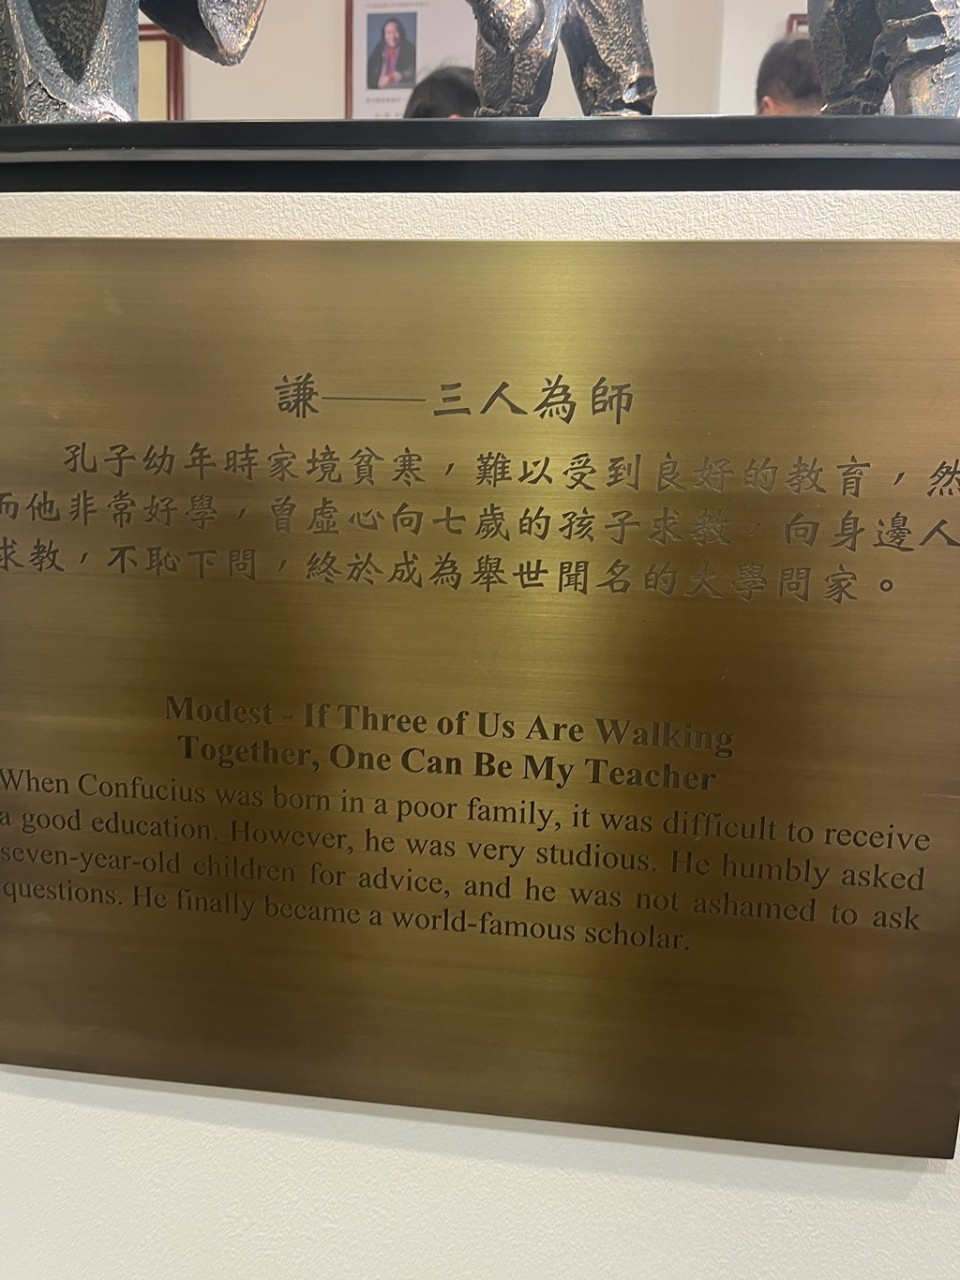 謙——三人為師
孔子幼年時家境貧寒，難以受到良好的教育，然
而他非常好學，曾虛心向七歲的孩子求教，向身邊人
求教，不恥下問，終於成為舉世聞名的大學問家。
Modest - If Three of Us Are Walking
Together, One Can Be My Teacher
When Confucius was born in a poor family, it was difficult to receive
a good education. However, he was very studious. He humbly asked
seven-year-old children for advice, and he was not ashamed to ask
questions. He finally became a world-famous scholar.